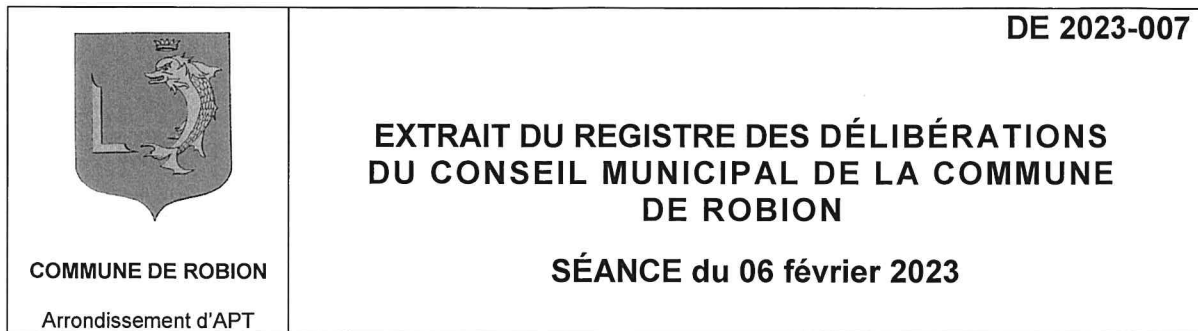 DE 2023-007
EXTRAIT DU REGISTRE DES DÉLIBÉRATIONS
DU CONSEIL MUNICIPAL DE LA COMMUNE
DE ROBION
SÉANCE du 06 février 2023
COMMUNE DE ROBION
Arrondissement d'APT